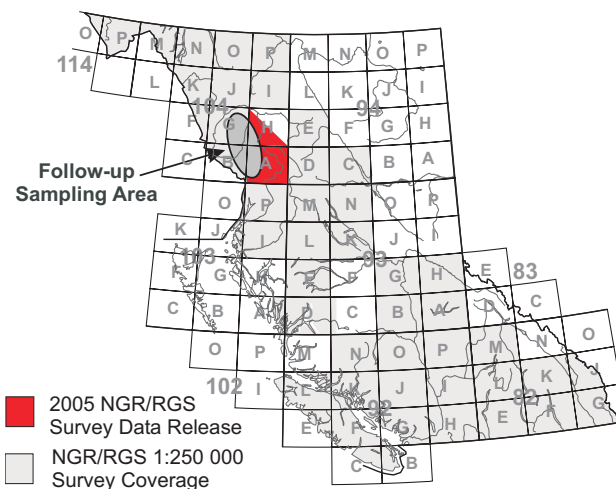 O P M N O P M N O P
114
L K J I L K J I
104 94
F G H E F G H
Follow-up
Sampling Area
C B A D C B A
O P M N O P
K J I L K J I
103 93
F G H E F G H E 83
C B A D C B A D C
O P M N O P M N O
102 I L K J I L K J
92 82
E F G H E F G
C B
2005 NGR/RGS
Survey Data Release
NGR/RGS 1:250 000
Survey Coverage